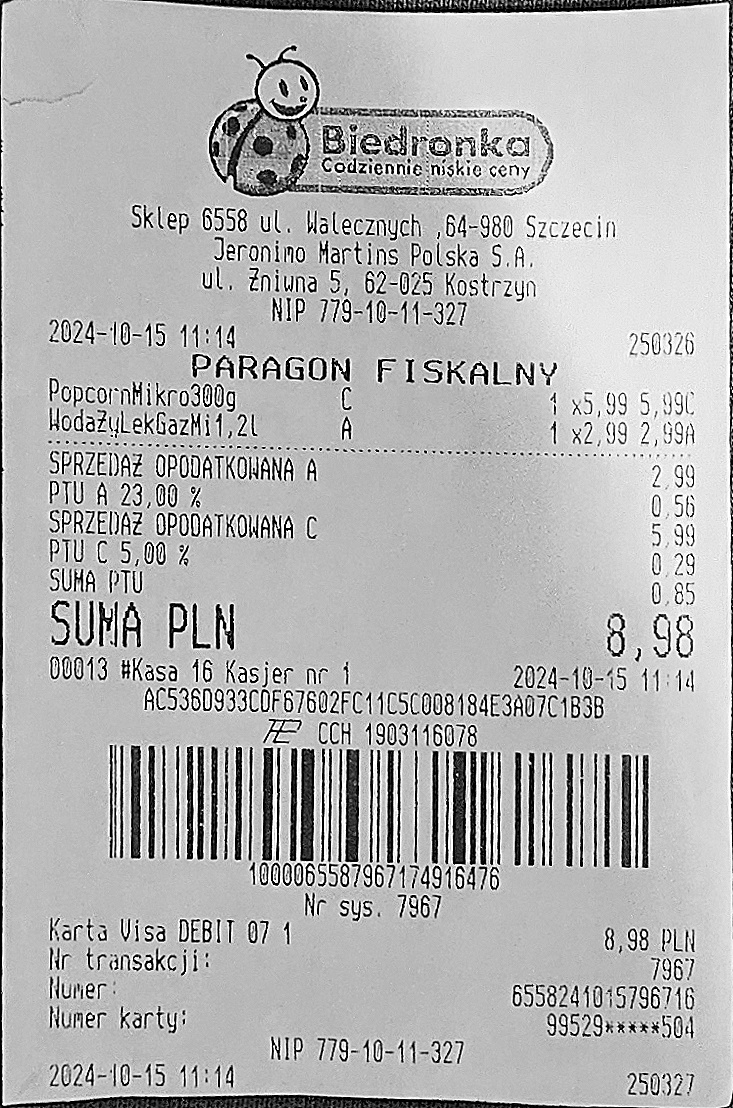 Biedronka
Codziennie niskie ceny
Sklep 6558 ul. Walecznych ,64-980 Szczecin
Jeronimo Martins Polska S.A.
ul. Żniwna 5, 62-025 Kostrzyn
NIP 779-10-11-327
2024-10-15 11:14 250326
PARAGON FISKALNY
PopcornMikro300g C 1 x5,99 5,99C
WodaŻyLekGazMi1,2l A 1 x2,99 2,99A
SPRZEDAŻ OPODATKOWANA A 2,99
PTU A 23,00 % 0,56
SPRZEDAŻ OPODATKOWANA C 5,99
PTU C 5,00 % 0,29
SUMA PTU 0,85
SUMA PLN 8,98
00013 #Kasa 16 Kasjer nr 1 2024-10-15 11:14
AC536D933CDF67602FC11C5C008184E3A07C1B3B
CCH 1903116078
1000065587967174916476
Nr sys. 7967
Karta Visa DEBIT 07 1 8,98 PLN
Nr transakcji: 7967
Numer: 6558241015796716
Numer karty: 99529*****504
NIP 779-10-11-327
2024-10-15 11:14 250327